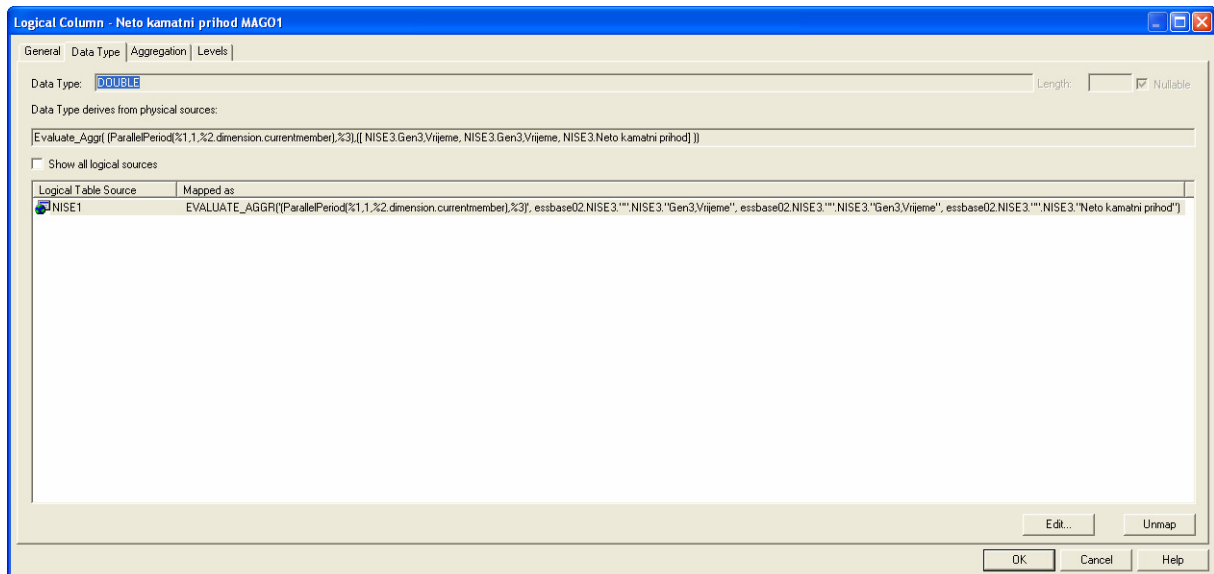 Logical Column - Neto kamatni prihod MAGO1
General Data Type Aggregation Levels
Data Type: DOUBLE Length: Nullable
Data Type derives from physical sources:
Evaluate_Aggr( (ParallelPeriod(%1,1,%2.dimension.currentmember),%3),([ NISE3.Gen3,Vrijeme, NISE3.Gen3,Vrijeme, NISE3.Neto kamatni prihod] ))
Show all logical sources
Logical Table Source Mapped as
NISE1 EVALUATE_AGGR('(ParallelPeriod(%1,1,%2.dimension.currentmember),%3)', essbase02.NISE3."".NISE3."Gen3,Vrijeme", essbase02.NISE3."".NISE3."Gen3,Vrijeme", essbase02.NISE3."".NISE3."Neto kamatni prihod")
Edit... Unmap
OK Cancel Help